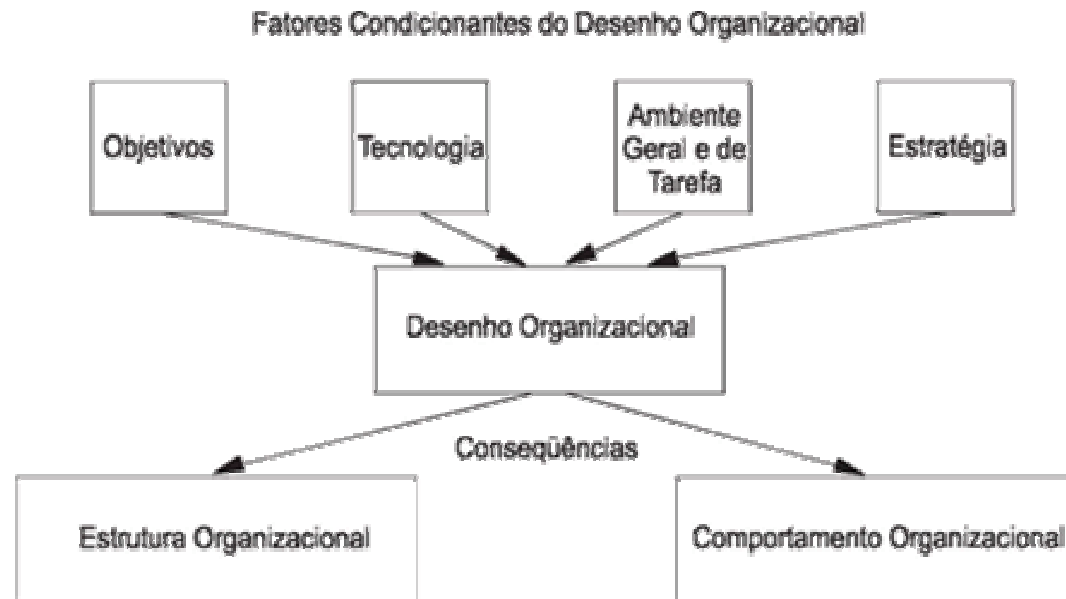 Fatores Condicionantes do Desenho Organizacional
Objetivos
Tecnologia
Ambiente
Geral e de
Tarefa
Estratégia
Desenho Organizacional
Conseqüências
Estrutura Organizacional
Comportamento Organizacional